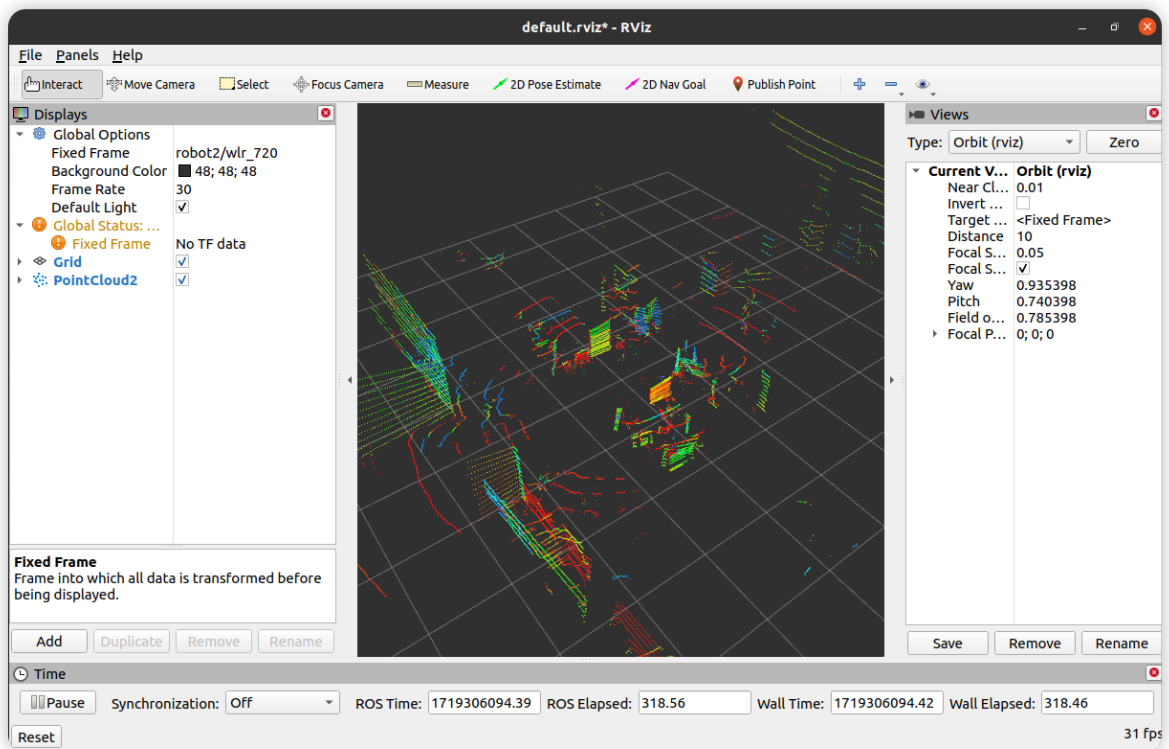 default.rviz* - RViz
File Panels Help
Interact Move Camera Select Focus Camera Measure 2D Pose Estimate 2D Nav Goal Publish Point
Displays
Global Options
Fixed Frame robot2/wlr_720
Background Color 48; 48; 48
Frame Rate 30
Default Light
Global Status: ...
Fixed Frame No TF data
Grid
PointCloud2
Fixed Frame
Frame into which all data is transformed before
being displayed.
Add Duplicate Remove Rename
Views
Type: Orbit (rviz) Zero
Current V... Orbit (rviz)
Near Cl... 0.01
Invert ...
Target ... <Fixed Frame>
Distance 10
Focal S... 0.05
Focal S...
Yaw 0.935398
Pitch 0.740398
Field o... 0.785398
Focal P... 0; 0; 0
Save Remove Rename
Time
Pause Synchronization: Off ROS Time: 1719306094.39 ROS Elapsed: 318.56 Wall Time: 1719306094.42 Wall Elapsed: 318.46
Reset 31 fps